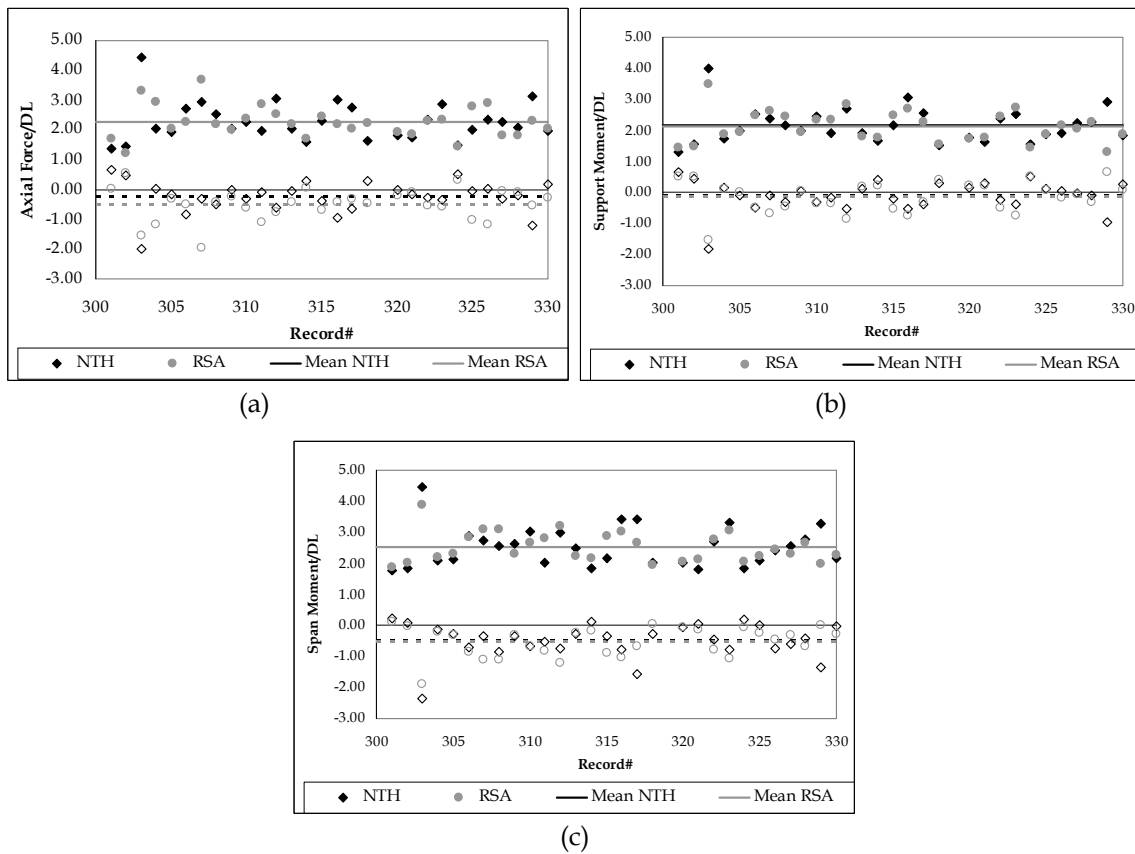 5.00
4.00
3.00
2.00
1.00
0.00
-1.00
-2.00
-3.00
Axial Force/DL
300 305 310 315 320 325 330
Record#
NTH RSA Mean NTH Mean RSA
(a)
5.00
4.00
3.00
2.00
1.00
0.00
-1.00
-2.00
-3.00
Support Moment/DL
300 305 310 315 320 325 330
Record#
NTH RSA Mean NTH Mean RSA
(b)
5.00
4.00
3.00
2.00
1.00
0.00
-1.00
-2.00
-3.00
Span Moment/DL
300 305 310 315 320 325 330
Record#
NTH RSA Mean NTH Mean RSA
(c)